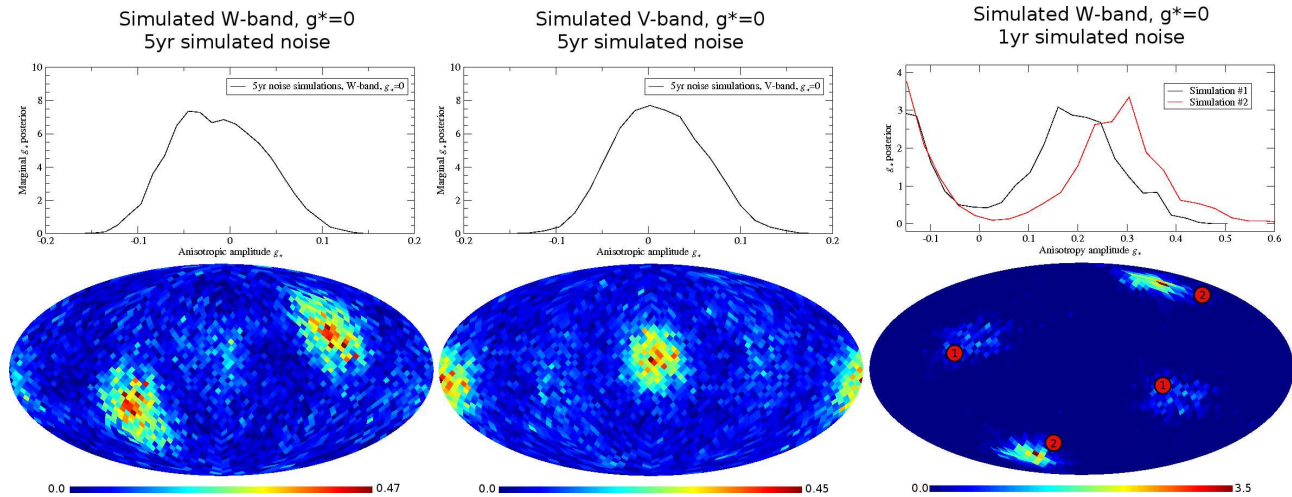 Simulated W-band, g*=0
5yr simulated noise
Simulated V-band, g*=0
5yr simulated noise
Simulated W-band, g*=0
1yr simulated noise
10
8
6
4
2
0
Marginal g* posterior
5yr noise simulations, W-band, g*=0
-0.2
-0.1
0
0.1
0.2
Anisotropic amplitude g*
10
8
6
4
2
0
Marginal g* posterior
5yr noise simulations, V-band, g*=0
-0.2
-0.1
0
0.1
0.2
Anisotropic amplitude g*
4
3
2
1
0
g* posterior
Simulation #1
Simulation #2
-0.1
0
0.1
0.2
0.3
0.4
0.5
0.6
Anisotropy amplitude g*
2
1
1
2
0.0
0.47
0.0
0.45
0.0
3.5